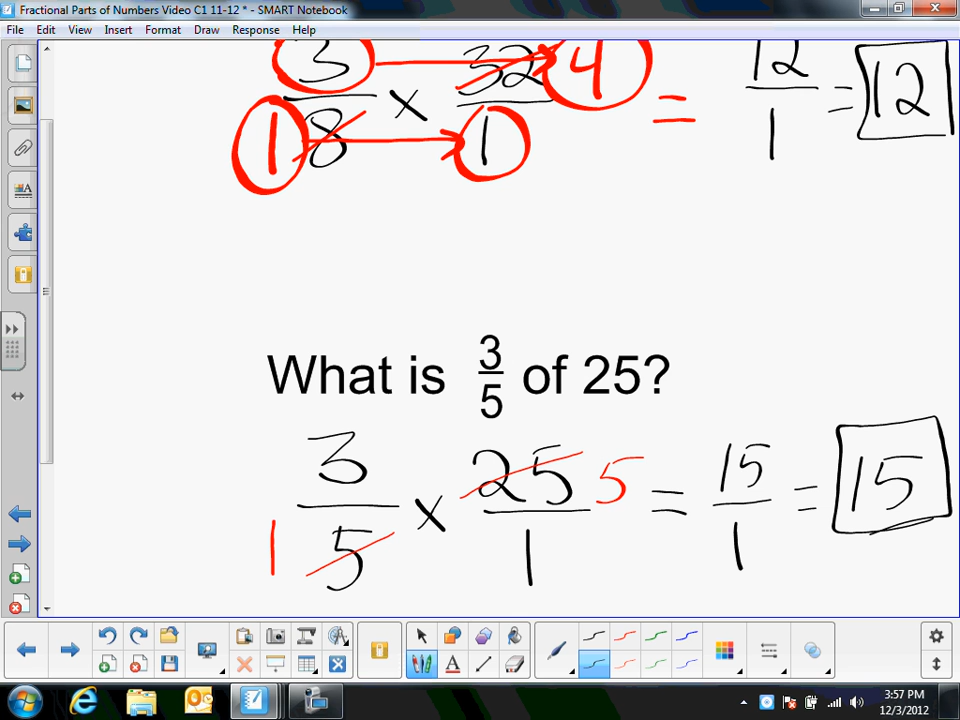 Fractional Parts of Numbers Video C1 11-12 * - SMART Notebook
File Edit View Insert Format Draw Response Help
3/8 × 32/1 = 12/1 = 12
1 4
What is 3/5 of 25?
3/5 × 25/1 = 15/1 = 15
1 5
3:57 PM
12/3/2012